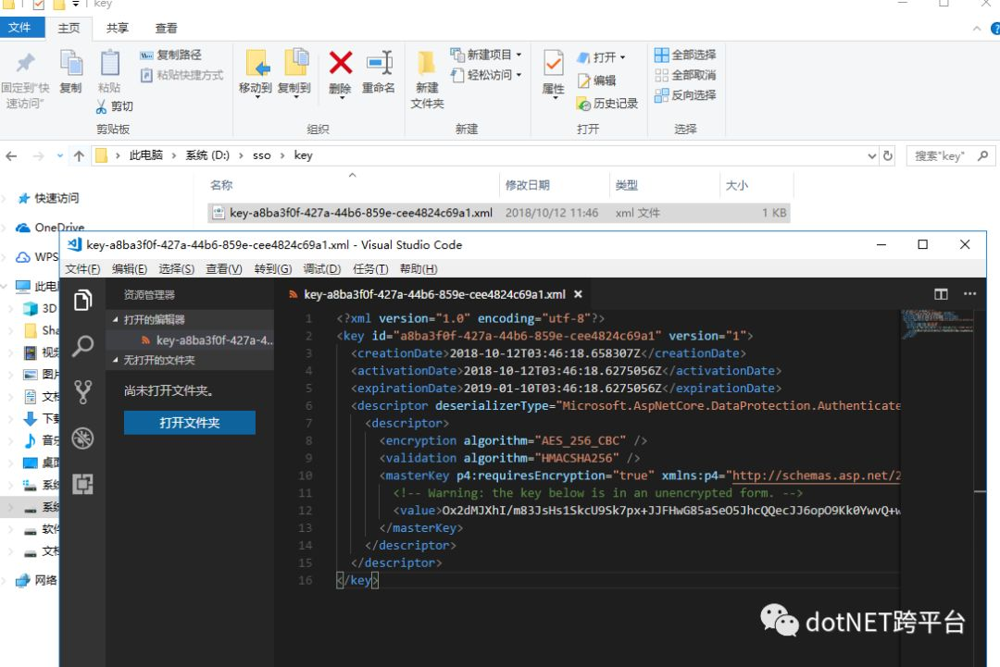 key
文件 主页 共享 查看
固定到"快速访问" 复制 粘贴 复制路径 粘贴快捷方式 剪切 移动到 复制到 删除 重命名 新建文件夹 新建项目 轻松访问 属性 打开 编辑 历史记录 全部选择 全部取消 反向选择
剪贴板 组织 新建 打开 选择
此电脑 系统 (D:) sso key 搜索"key"
名称 修改日期 类型 大小
快速访问
key-a8ba3f0f-427a-44b6-859e-cee4824c69a1.xml 2018/10/12 11:46 xml 文件 1 KB
OneDrive
WPS
此电
3D
Sha
视频
图片
文档
下
音
桌面
系统
系统
软件
文档
网络
key-a8ba3f0f-427a-44b6-859e-cee4824c69a1.xml - Visual Studio Code
文件(F) 编辑(E) 选择(S) 查看(V) 转到(G) 调试(D) 任务(T) 帮助(H)
资源管理器
打开的编辑器
key-a8ba3f0f-427a-4...
无打开的文件夹
尚未打开文件夹。
打开文件夹
key-a8ba3f0f-427a-44b6-859e-cee4824c69a1.xml
1 <?xml version="1.0" encoding="utf-8"?>
2 <key id="a8ba3f0f-427a-44b6-859e-cee4824c69a1" version="1">
3 <creationDate>2018-10-12T03:46:18.658307Z</creationDate>
4 <activationDate>2018-10-12T03:46:18.6275056Z</activationDate>
5 <expirationDate>2019-01-10T03:46:18.6275056Z</expirationDate>
6 <descriptor deserializerType="Microsoft.AspNetCore.DataProtection.Authenticate
7 <descriptor>
8 <encryption algorithm="AES_256_CBC" />
9 <validation algorithm="HMACSHA256" />
10 <masterKey p4:requiresEncryption="true" xmlns:p4="http://schemas.asp.net/2
11 <!-- Warning: the key below is in an unencrypted form. -->
12 <value>Ox2dMJXhI/m83JsHs1SkcU9Sk7px+JJFHwG85aSeO5JhcQQecJJ6opO9Kk0YwvQ+w
13 </masterKey>
14 </descriptor>
15 </descriptor>
16 </key>
dotNET跨平台